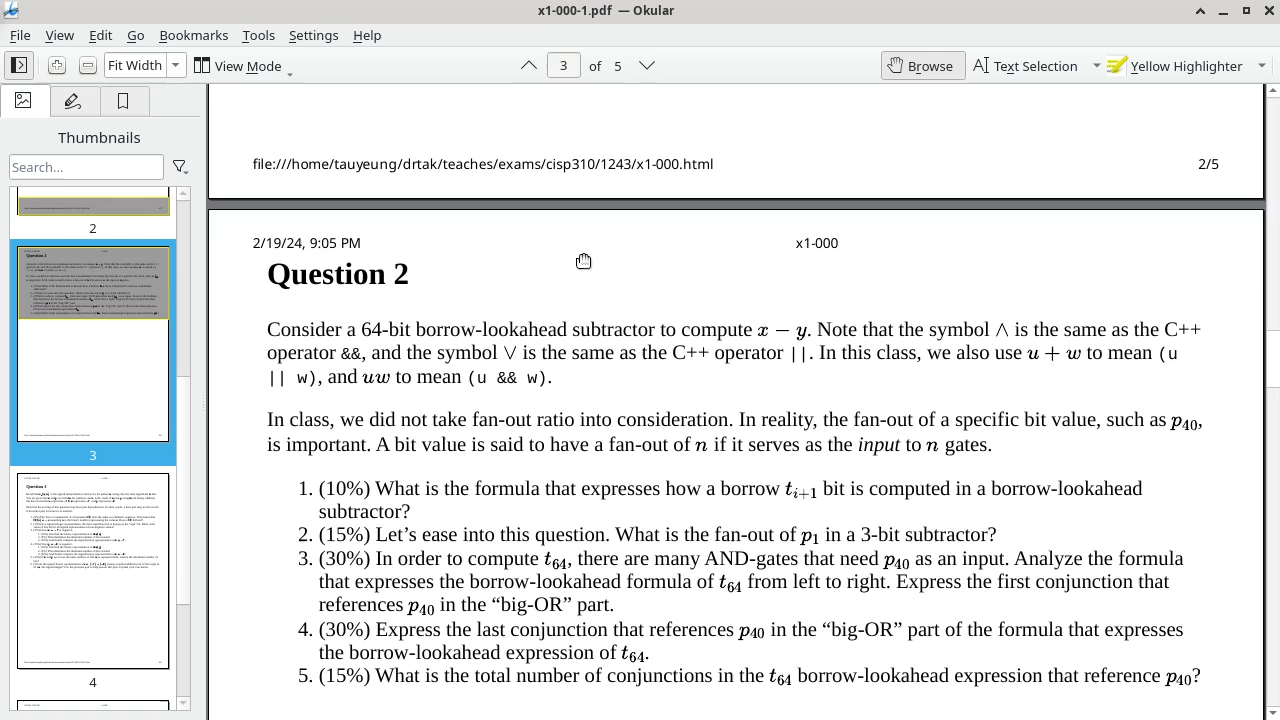 x1-000-1.pdf — Okular
File View Edit Go Bookmarks Tools Settings Help
Fit Width View Mode 3 of 5 Browse Text Selection Yellow Highlighter
Thumbnails
Search...
2
3
4
file:///home/tauyeung/drtak/teaches/exams/cisp310/1243/x1-000.html 2/5
2/19/24, 9:05 PM x1-000
Question 2
Consider a 64-bit borrow-lookahead subtractor to compute x − y. Note that the symbol ∧ is the same as the C++
operator &&, and the symbol ∨ is the same as the C++ operator ||. In this class, we also use u + w to mean (u
|| w), and uw to mean (u && w).
In class, we did not take fan-out ratio into consideration. In reality, the fan-out of a specific bit value, such as p₄₀,
is important. A bit value is said to have a fan-out of n if it serves as the input to n gates.
1. (10%) What is the formula that expresses how a borrow tᵢ₊₁ bit is computed in a borrow-lookahead
subtractor?
2. (15%) Let’s ease into this question. What is the fan-out of p₁ in a 3-bit subtractor?
3. (30%) In order to compute t₆₄, there are many AND-gates that need p₄₀ as an input. Analyze the formula
that expresses the borrow-lookahead formula of t₆₄ from left to right. Express the first conjunction that
references p₄₀ in the “big-OR” part.
4. (30%) Express the last conjunction that references p₄₀ in the “big-OR” part of the formula that expresses
the borrow-lookahead expression of t₆₄.
5. (15%) What is the total number of conjunctions in the t₆₄ borrow-lookahead expression that reference p₄₀?